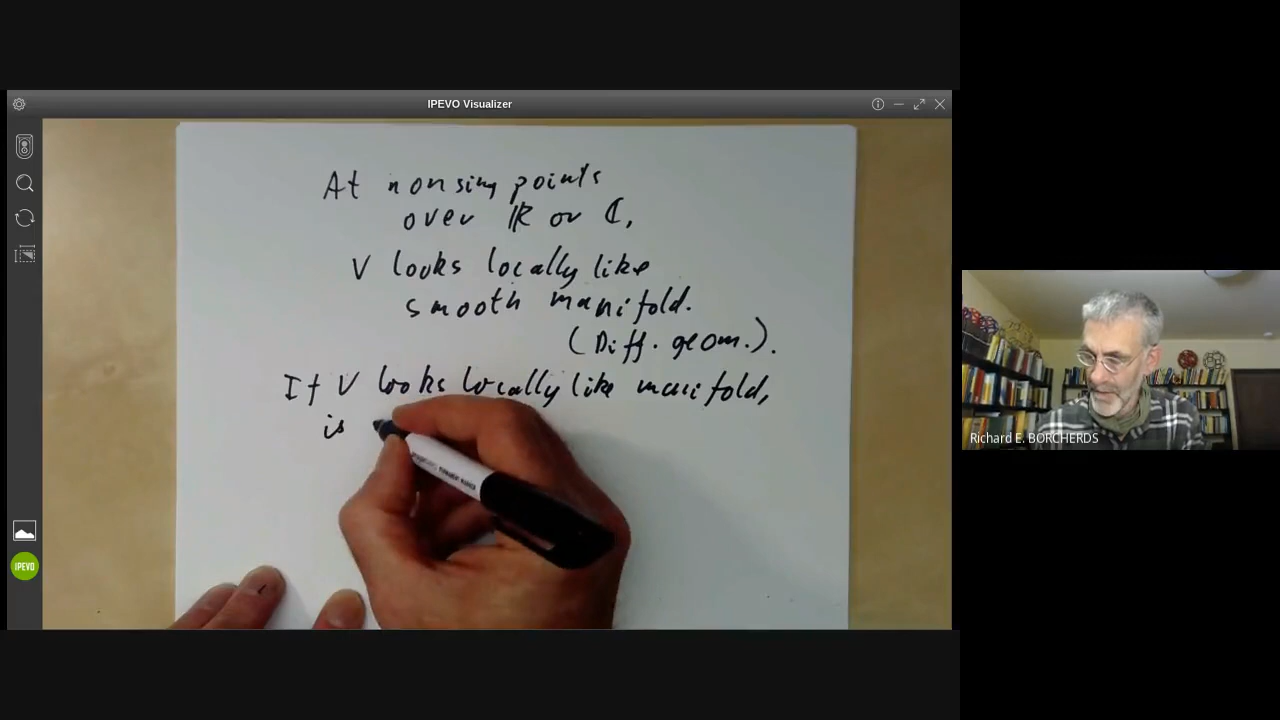 IPEVO Visualizer
At nonsing points
over ℝ or ℂ,
V looks locally like
smooth manifold.
(Diff. geom.).
If V looks locally like manifold,
is
IPEVO
Richard E. BORCHERDS